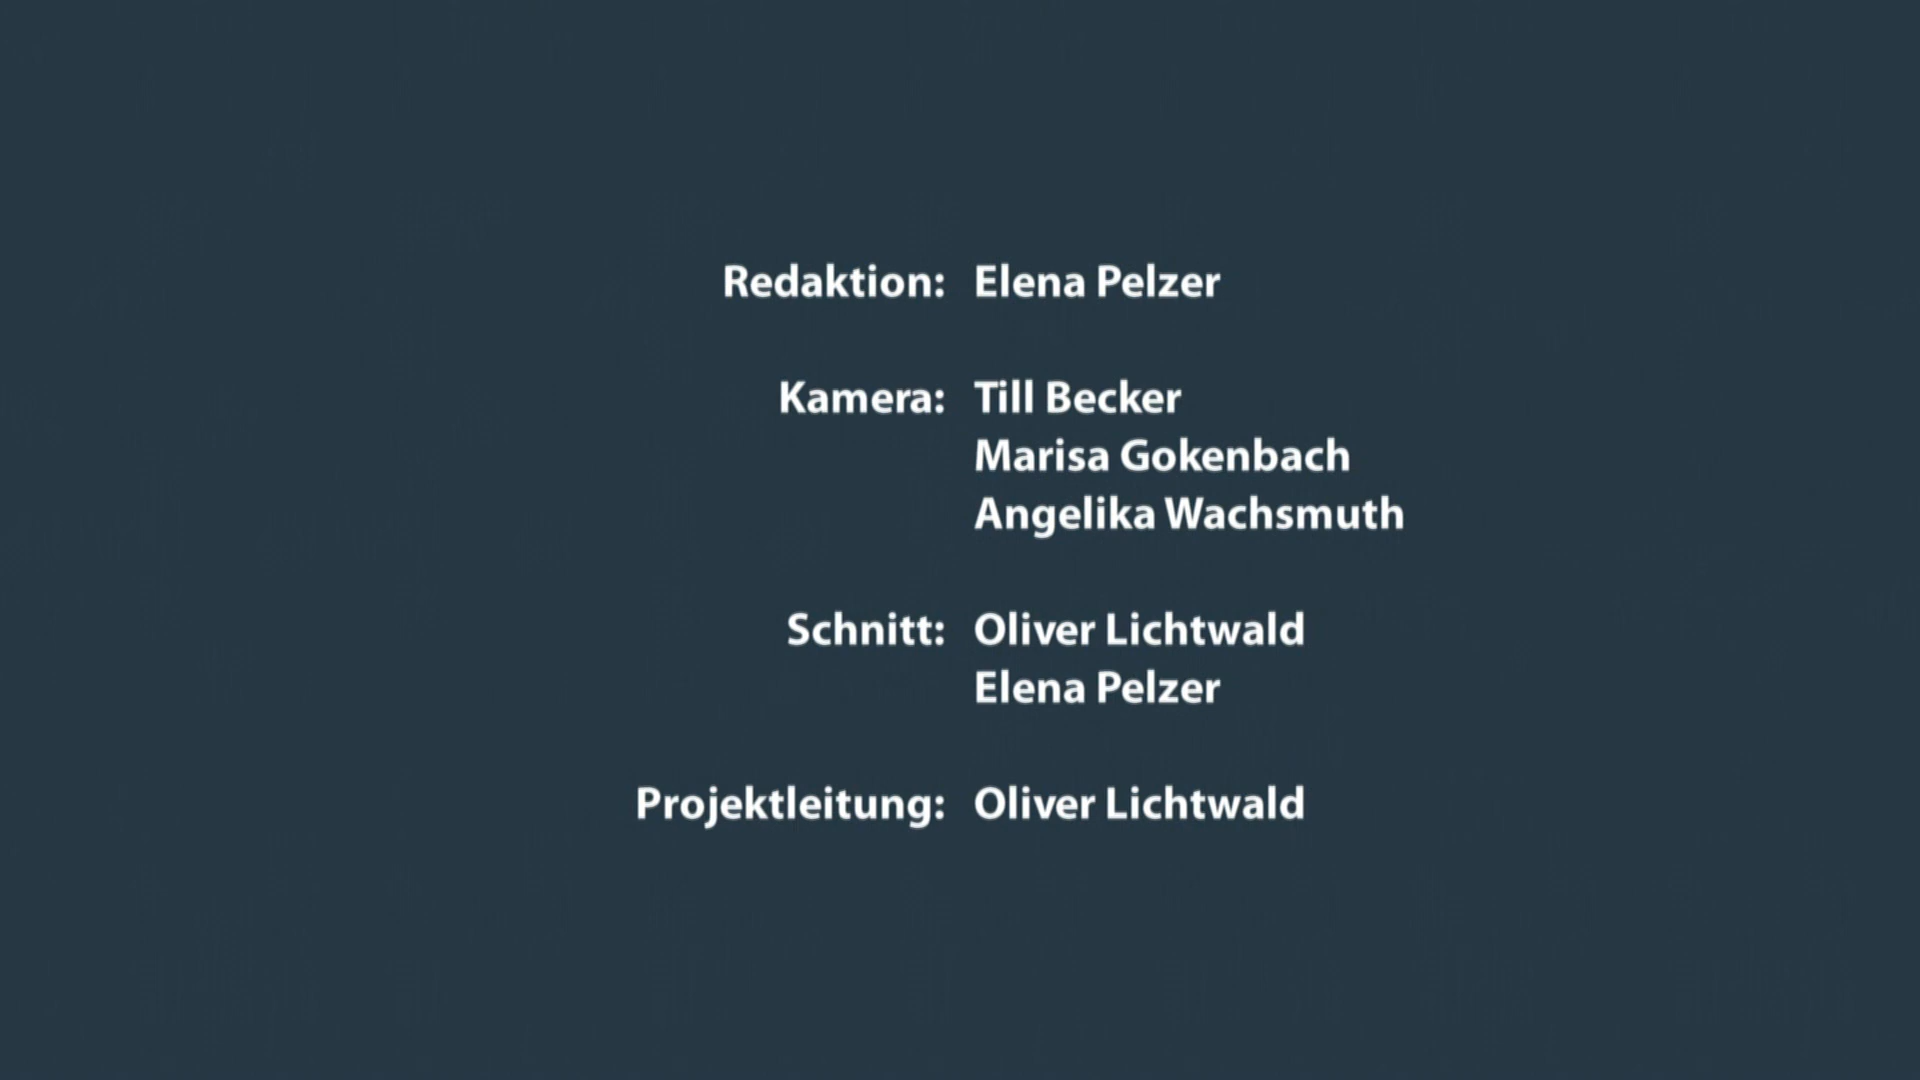 Redaktion: Elena Pelzer
Kamera: Till Becker
Marisa Gokenbach
Angelika Wachsmuth
Schnitt: Oliver Lichtwald
Elena Pelzer
Projektleitung: Oliver Lichtwald